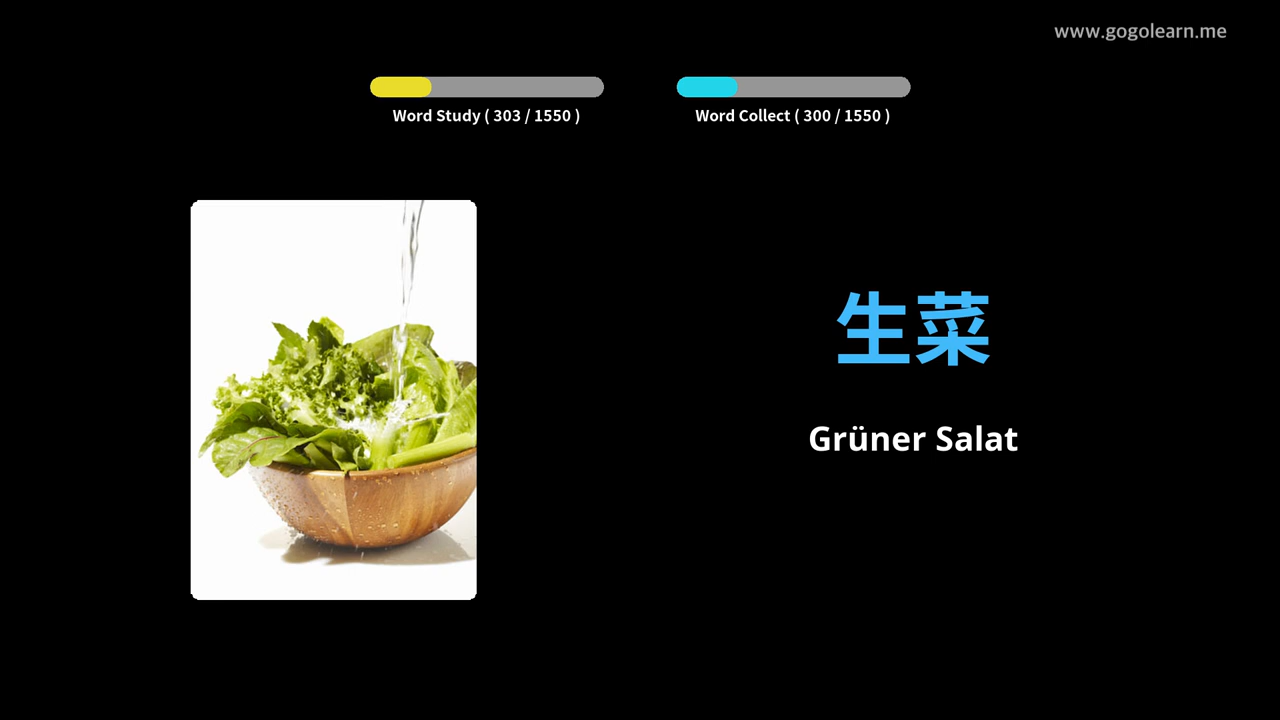 www.gogolearn.me
Word Study ( 303 / 1550 )
Word Collect ( 300 / 1550 )
生菜
Grüner Salat